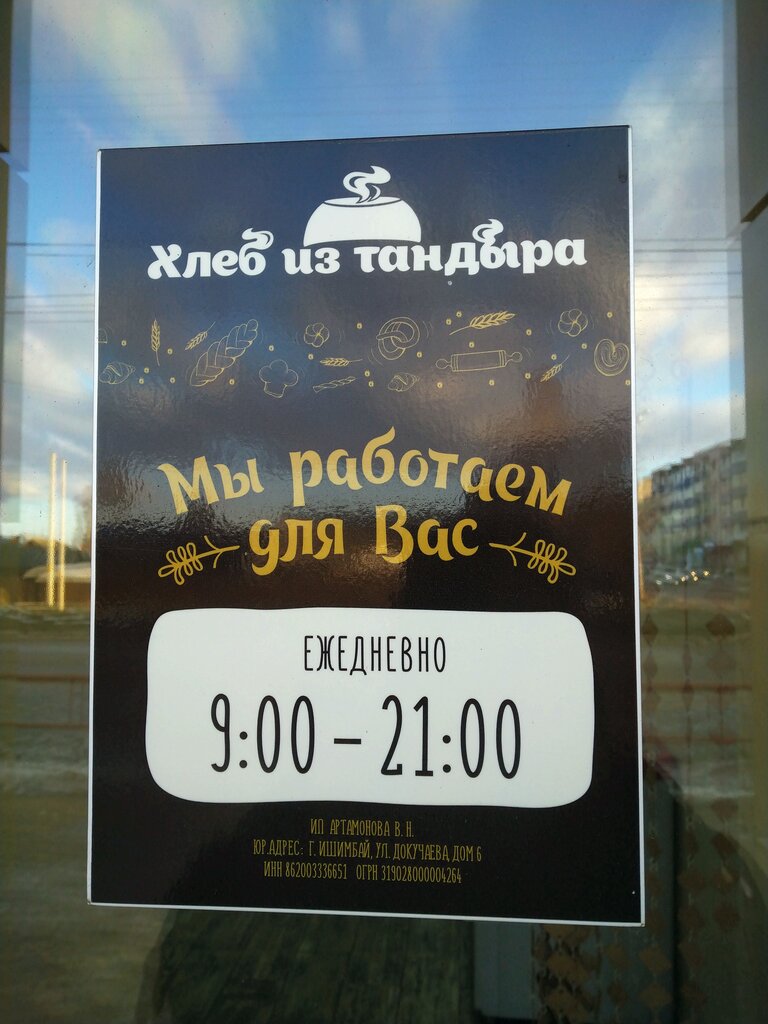 Хлеб из тандыра
Мы работаем
для Вас
ЕЖЕДНЕВНО
9:00 – 21:00
ИП АРТАМОНОВА В. Н.
ЮР.АДРЕС: Г. ИШИМБАЙ, УЛ. ДОКУЧАЕВА, ДОМ 6
ИНН 862003336651 ОГРН 319028000004264